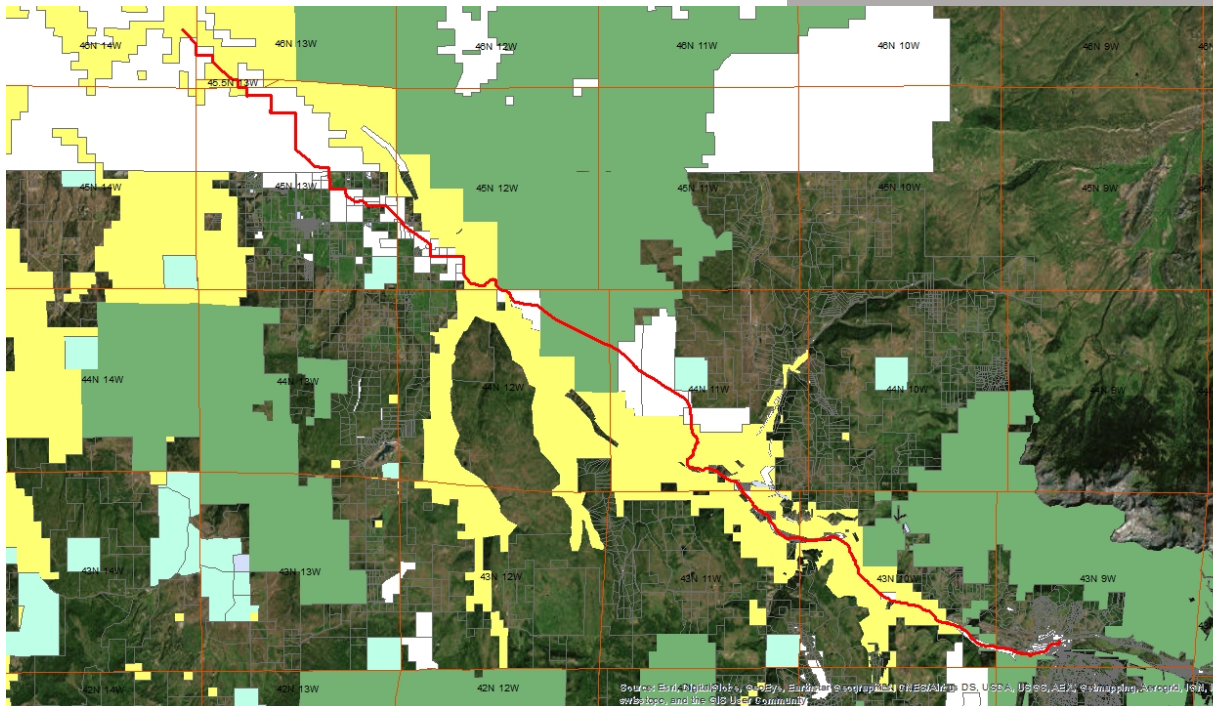 46N 14W
46N 13W
46N 12W
46N 11W
46N 10W
46N 9W
45.5N 13W
45N 14W
45N 13W
45N 12W
45N 11W
45N 10W
45N 9W
44N 14W
44N 13W
44N 12W
44N 11W
44N 10W
44N 9W
43N 14W
43N 13W
43N 12W
43N 11W
43N 10W
43N 9W
42N 14W
42N 13W
42N 12W
Source: Esri, DigitalGlobe, GeoEye, Earthstar Geographics, CNES/Airbus DS, USDA, USGS, AEX, Getmapping, Aerogrid, IGN,
swisstopo, and the GIS User Community